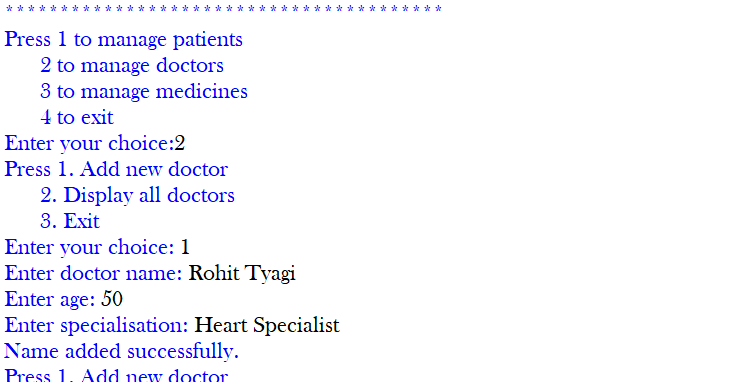 ****************************************
Press 1 to manage patients
2 to manage doctors
3 to manage medicines
4 to exit
Enter your choice:2
Press 1. Add new doctor
2. Display all doctors
3. Exit
Enter your choice: 1
Enter doctor name: Rohit Tyagi
Enter age: 50
Enter specialisation: Heart Specialist
Name added successfully.
Press 1. Add new doctor